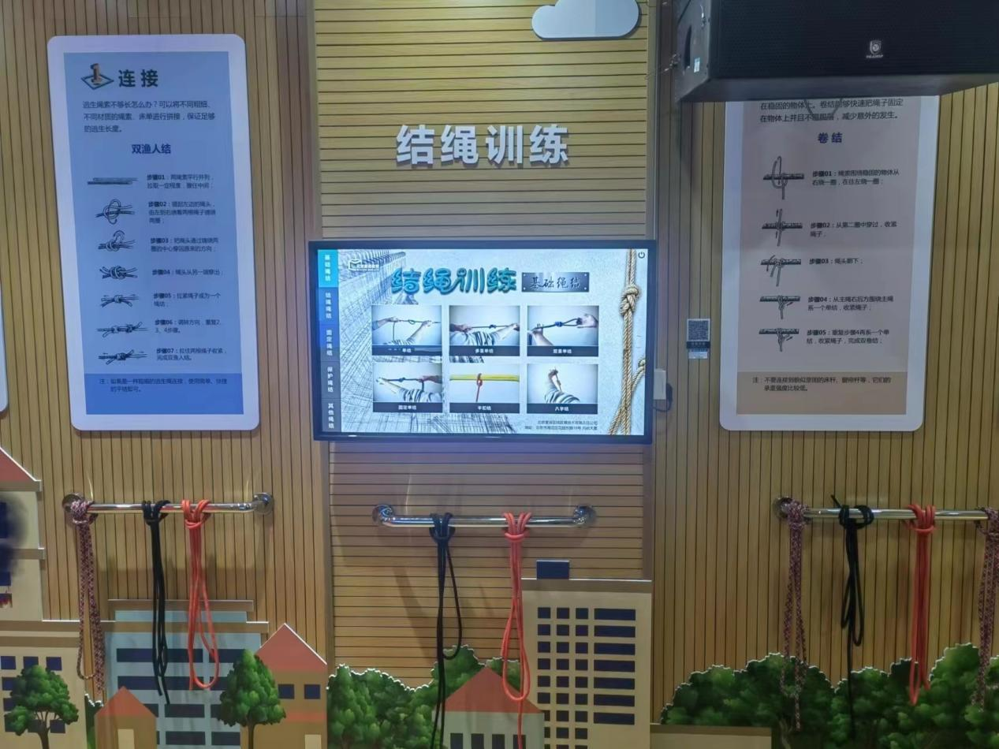 连接
逃生绳索不够长怎么办？可以将不同粗细、
不同材质的绳索、床单进行拼接，保证足够
的逃生长度。
双渔人结
步骤01：两绳索平行并列，
拉取一定程度，握住中间；
步骤02：提起左边的绳头，
由左到右绕着两根绳子缠绕
两圈；
步骤03：把绳头通过缠绕两
圈的中心穿回原来的方向；
步骤04：绳头从另一端穿出；
步骤05：拉紧绳子成为一个
绳结；
步骤06：调转方向，重复2、
3、4步骤。
步骤07：拉住两根绳子收紧，
完成双渔人结。
注：如果是一样粗细的逃生绳连接，使用简单、快捷
的平结即可。
结绳训练
基础绳结
结绳绳结
固定绳结
保护绳结
其他绳结
结绳训练
基础绳结
单结
多重单结
双重单结
固定单结
平扣结
八字结
在稳固的物体上。卷结能够快速把绳子固定
在物体上并且不易脱落，减少意外的发生。
卷结
步骤01：绳索围绕稳固的物体从
右绕一圈，在往左绕一圈；
步骤02：从第二圈中穿过，收紧
绳子；
步骤03：绳头朝下；
步骤04：从主绳右后方围绕主绳
系一个单结，收紧绳子；
步骤05：重复步骤4再系一个单
结，收紧绳子，完成双卷结；
注：不要连接到貌似坚固的床杆、窗帘杆等，它们的
承重强度比较低。